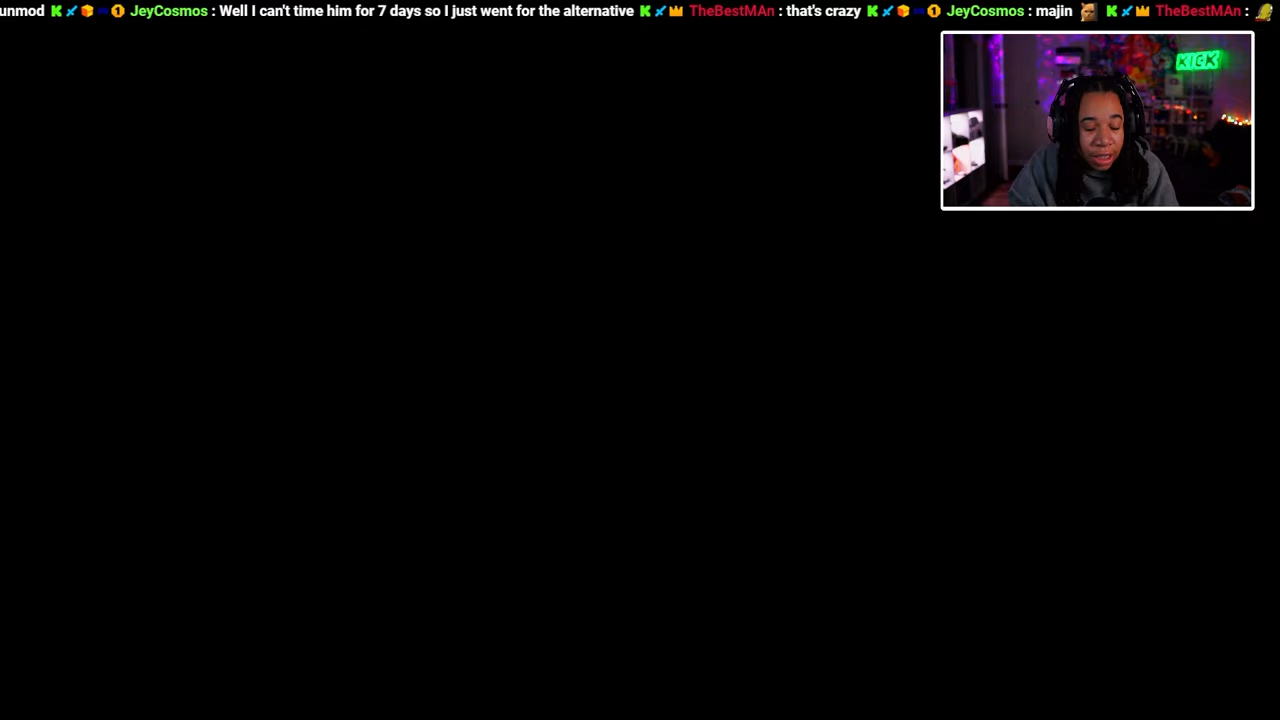 unmod JeyCosmos : Well I can't time him for 7 days so I just went for the alternative TheBestMAn : that's crazy JeyCosmos : majin TheBestMAn :
KICK